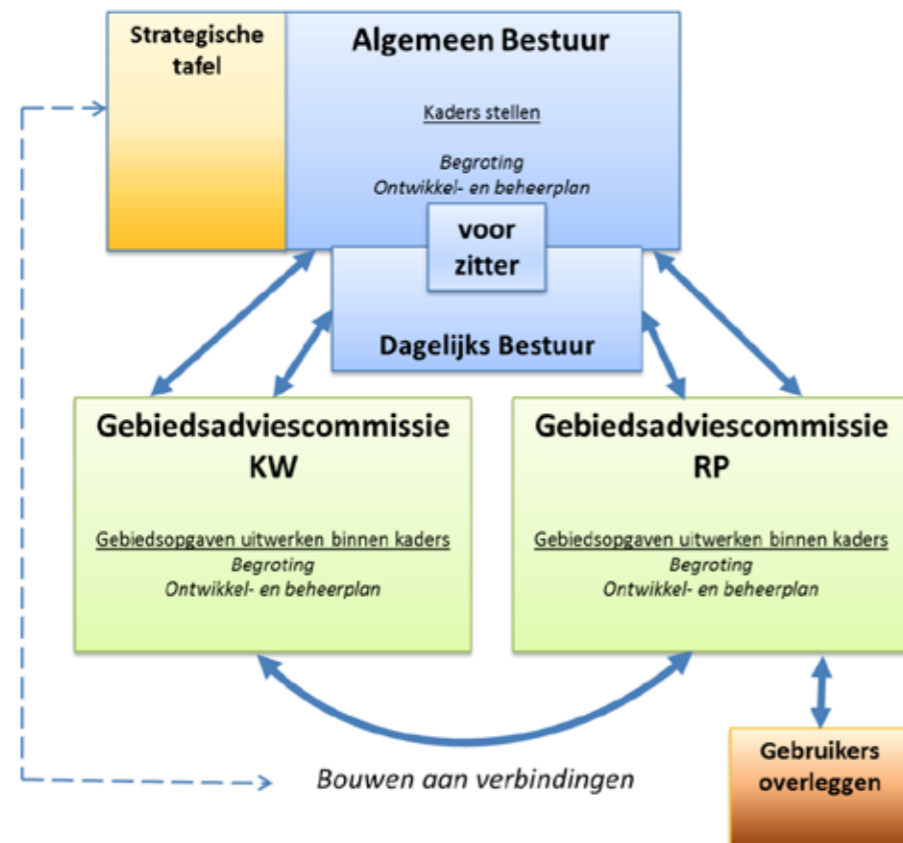 Strategische
tafel
Algemeen Bestuur
Kaders stellen
Begroting
Ontwikkel- en beheerplan
voor
zitter
Dagelijks Bestuur
Gebiedsadviescommissie
KW
Gebiedsopgaven uitwerken binnen kaders
Begroting
Ontwikkel- en beheerplan
Gebiedsadviescommissie
RP
Gebiedsopgaven uitwerken binnen kaders
Begroting
Ontwikkel- en beheerplan
Bouwen aan verbindingen
Gebruikers
overleggen